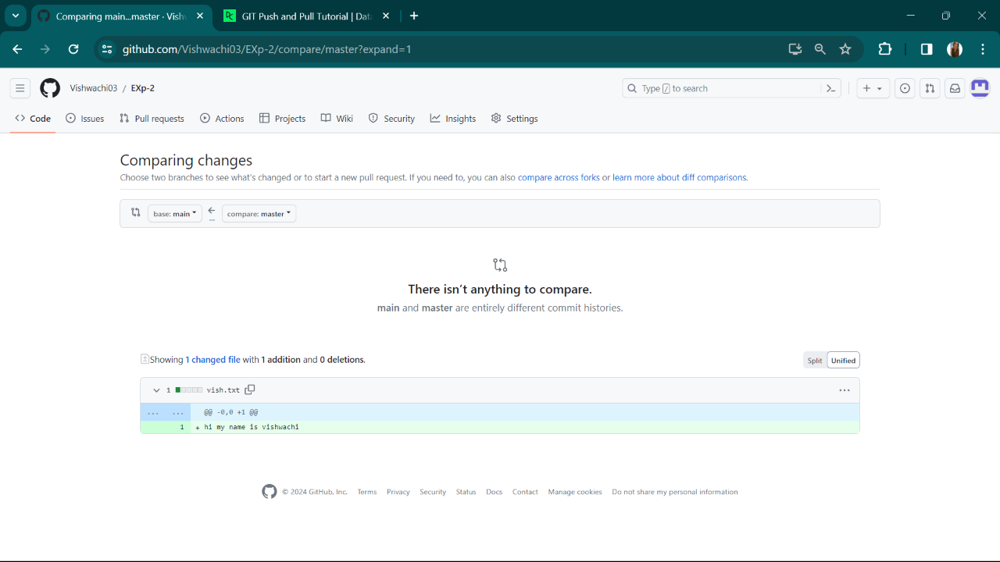 Comparing main...master · Vish
GIT Push and Pull Tutorial | Data
github.com/Vishwachi03/EXp-2/compare/master?expand=1
Vishwachi03 / EXp-2
Type / to search
Code Issues Pull requests Actions Projects Wiki Security Insights Settings
Comparing changes
Choose two branches to see what's changed or to start a new pull request. If you need to, you can also compare across forks or learn more about diff comparisons.
base: main ... compare: master
There isn't anything to compare.
main and master are entirely different commit histories.
Showing 1 changed file with 1 addition and 0 deletions.
Split Unified
1 vish.txt
... ... @@ -0,0 +1 @@
1 + hi my name is vishwachi
© 2024 GitHub, Inc. Terms Privacy Security Status Docs Contact Manage cookies Do not share my personal information